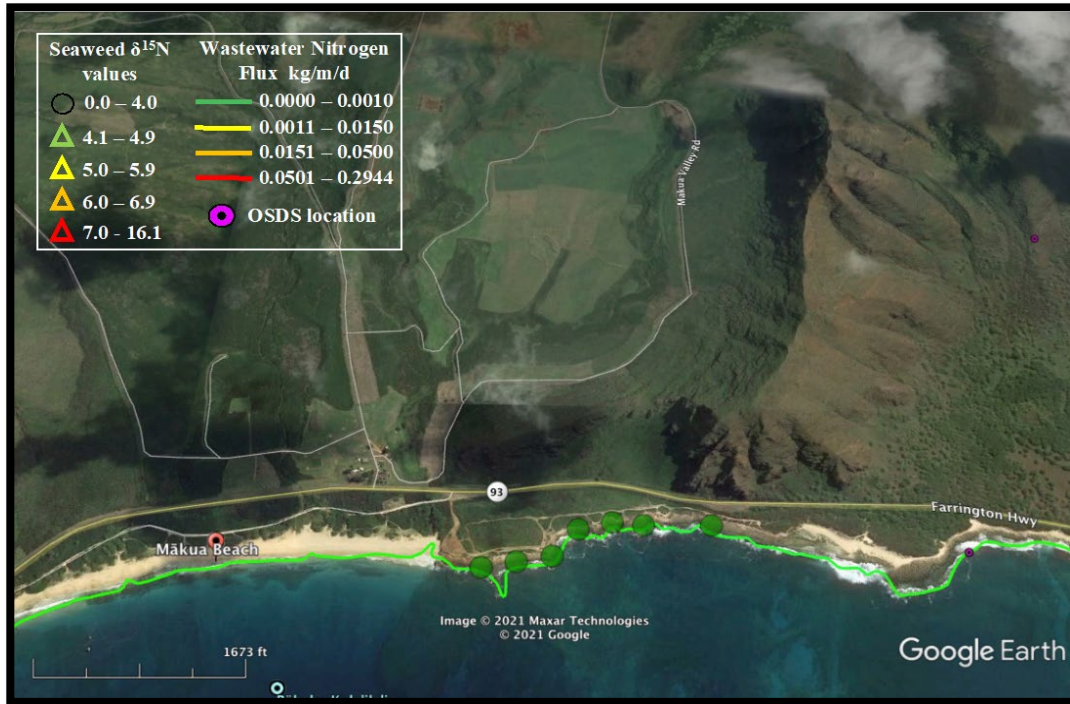 Seaweed δ¹⁵N values
0.0 – 4.0
4.1 – 4.9
5.0 – 5.9
6.0 – 6.9
7.0 - 16.1
Wastewater Nitrogen
Flux kg/m/d
0.0000 – 0.0010
0.0011 – 0.0150
0.0151 – 0.0500
0.0501 – 0.2944
OSDS location
Makua Valley Rd
93
Farrington Hwy
Mākua Beach
Image © 2021 Maxar Technologies
© 2021 Google
1673 ft
Google Earth